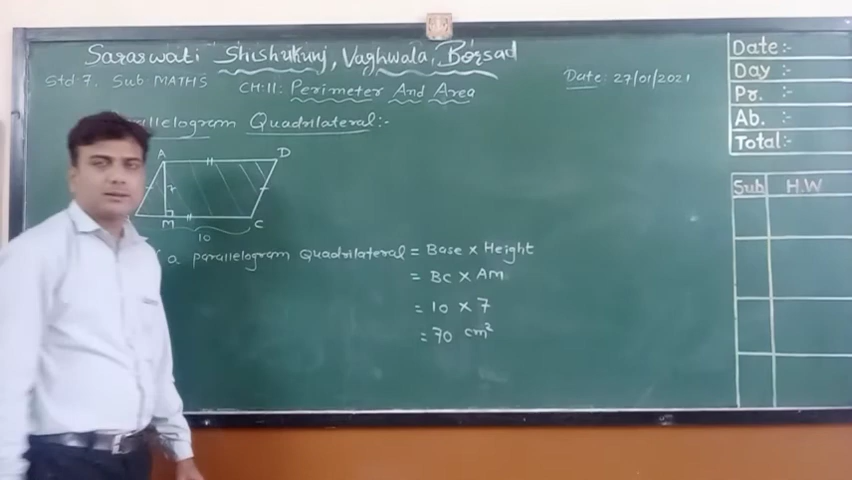 Saraswati Shishukunj, Vaghwala, Borsad
Std:7. Sub: MATHS CH:11: Perimeter And Area Date: 27/01/2021
Parallelogram Quadrilateral:-
A D
7
M C
10
a parallelogram Quadrilateral = Base × Height
= BC × AM
= 10 × 7
= 70 cm²
Date:-
Day :-
Pr. :-
Ab. :-
Total:-
Sub H.W